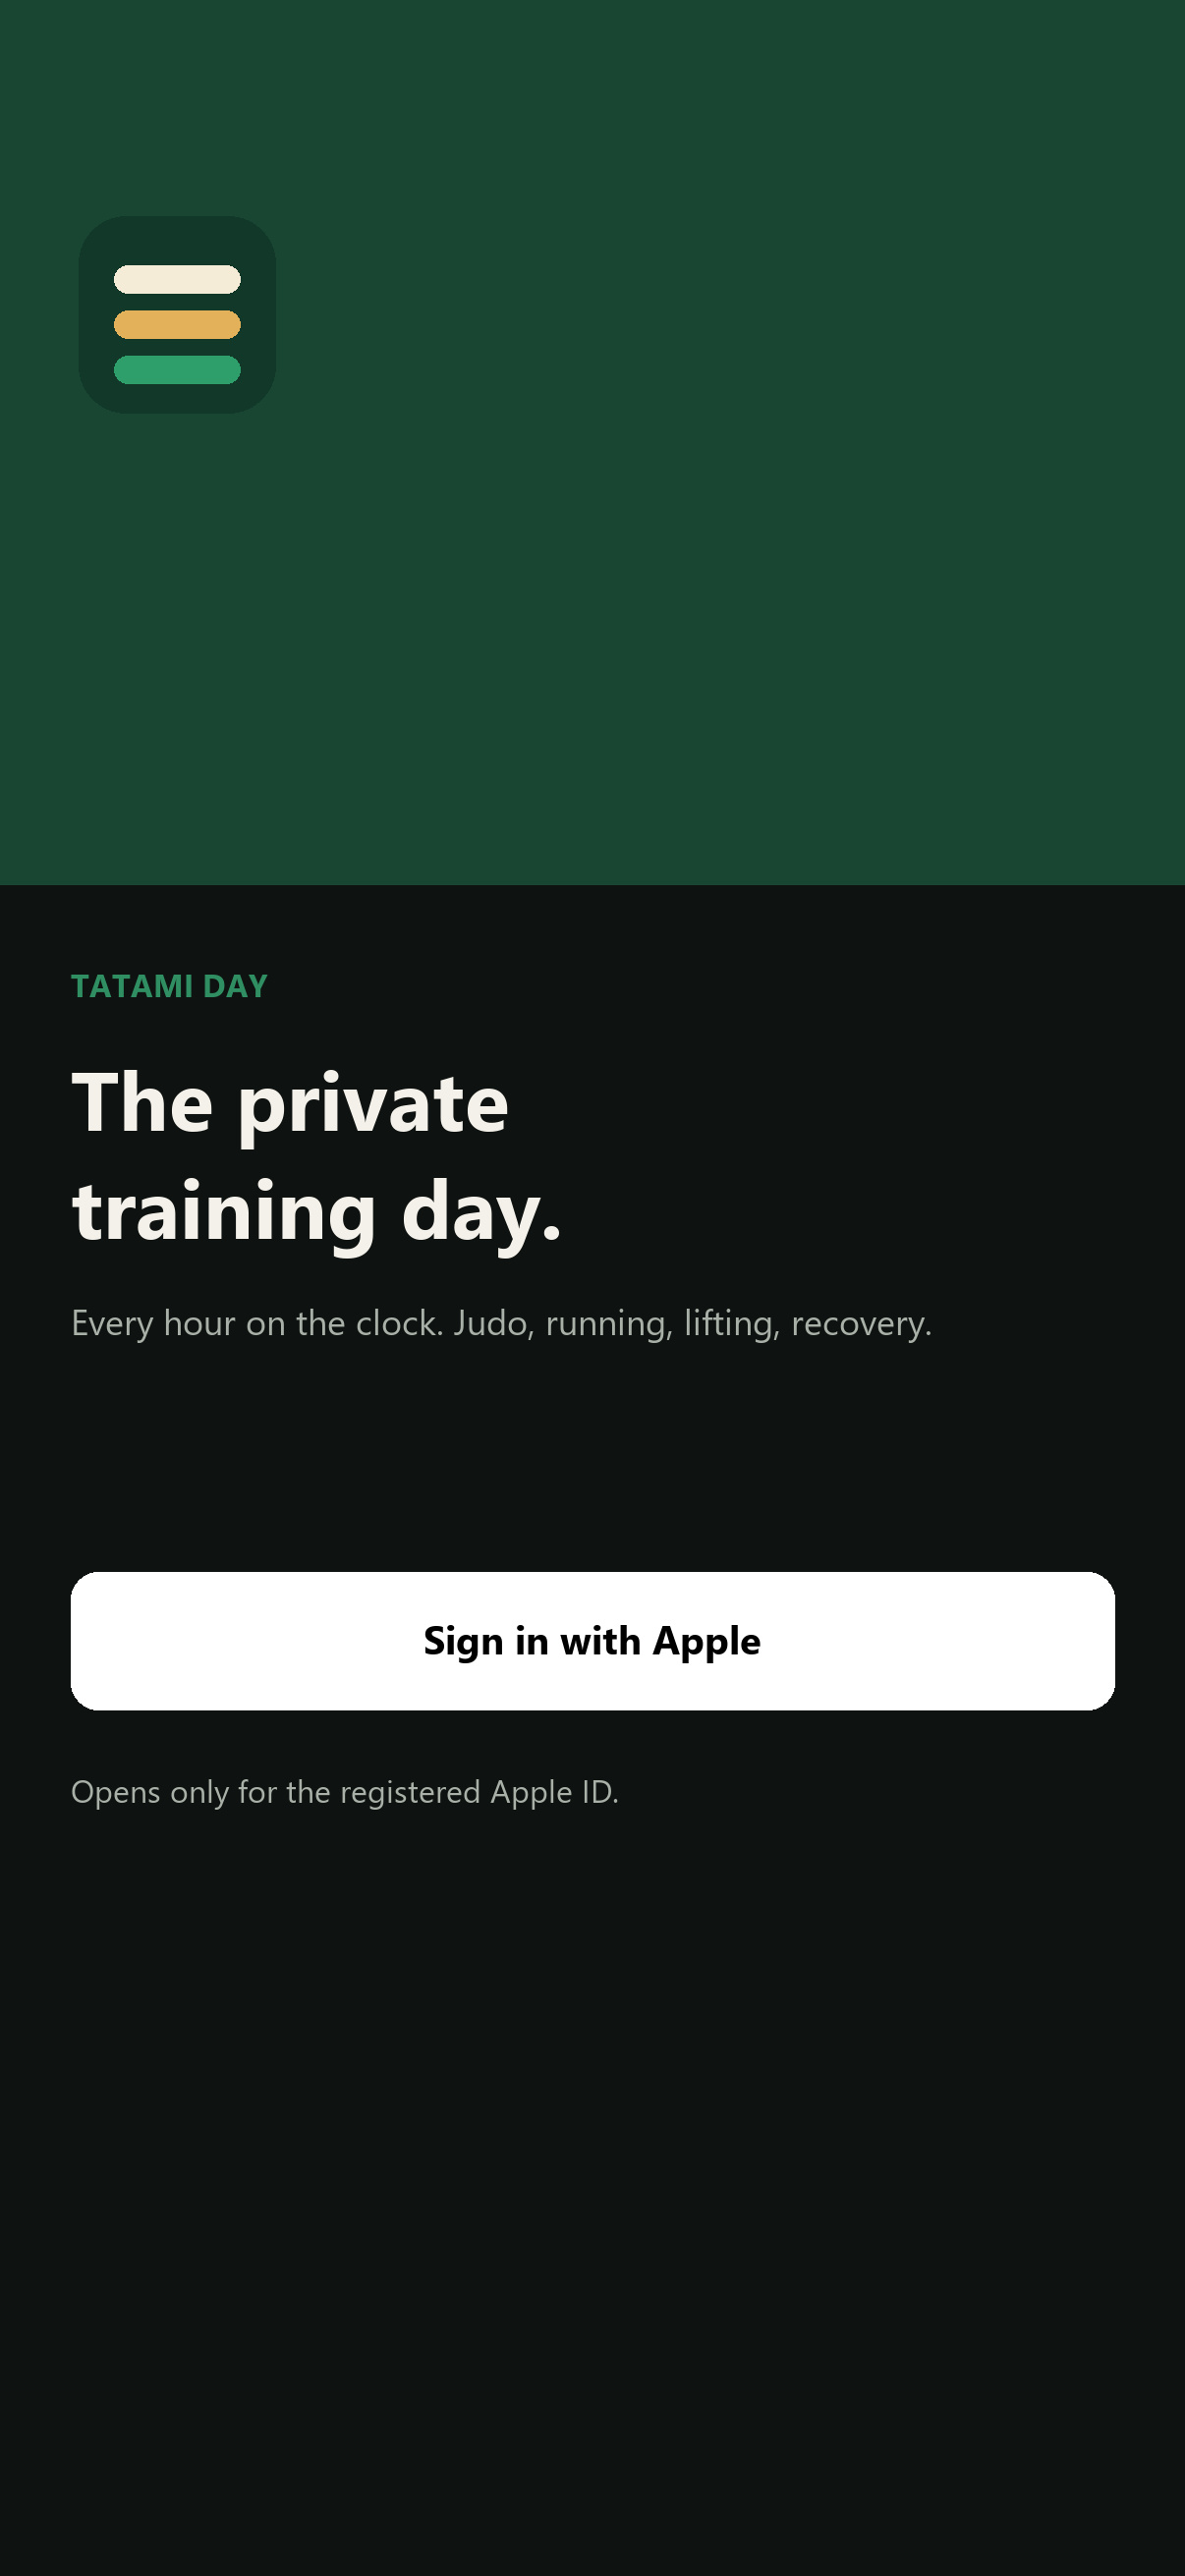 TATAMI DAY
The private
training day.
Every hour on the clock. Judo, running, lifting, recovery.
Sign in with Apple
Opens only for the registered Apple ID.